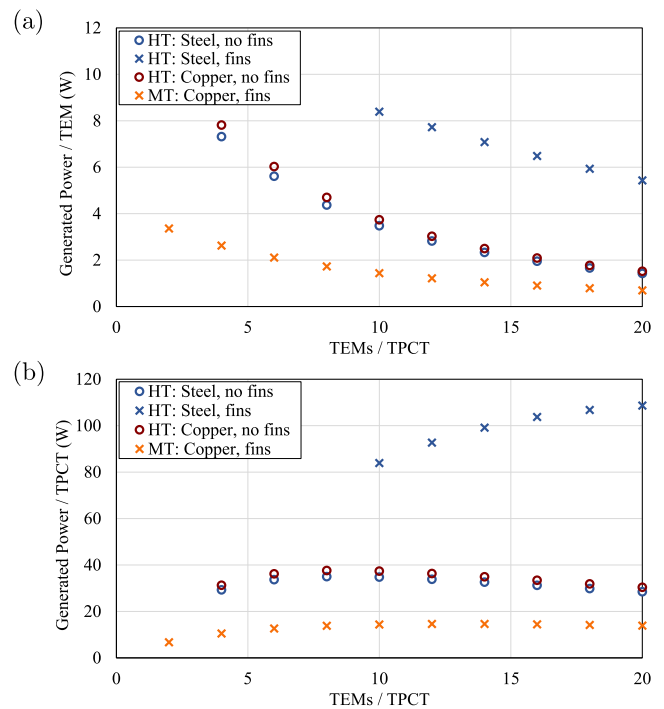 (a)
12
10
8
6
4
2
0
Generated Power / TEM (W)
HT: Steel, no fins
HT: Steel, fins
HT: Copper, no fins
MT: Copper, fins
0 5 10 15 20
TEMs / TPCT
(b)
120
100
80
60
40
20
0
Generated Power / TPCT (W)
HT: Steel, no fins
HT: Steel, fins
HT: Copper, no fins
MT: Copper, fins
0 5 10 15 20
TEMs / TPCT